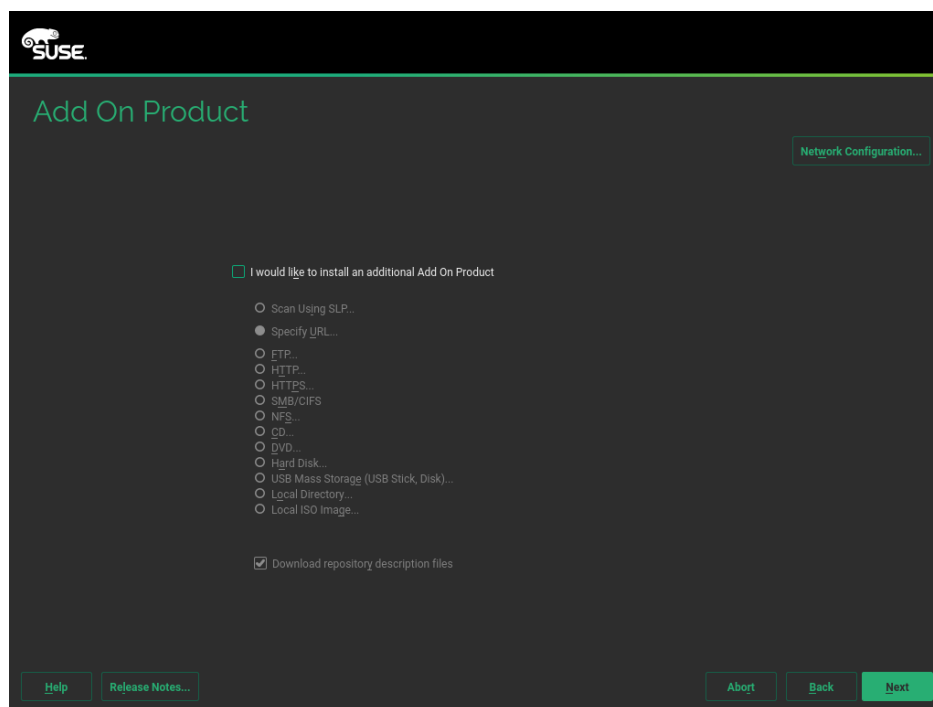 SUSE.
Add On Product
Network Configuration...
I would like to install an additional Add On Product
Scan Using SLP...
Specify URL...
FTP...
HTTP...
HTTPS...
SMB/CIFS
NFS...
CD...
DVD...
Hard Disk...
USB Mass Storage (USB Stick, Disk)...
Local Directory...
Local ISO Image...
Download repository description files
Help Release Notes... Abort Back Next